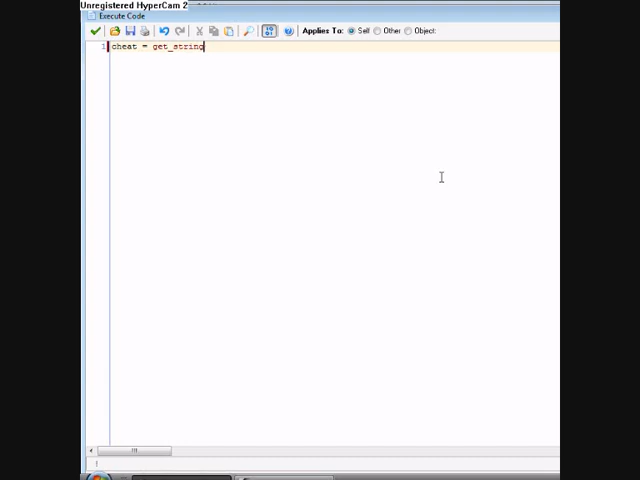 Unregistered HyperCam 2
Execute Code
Applies To: Self Other Object:
1 cheat = get_string